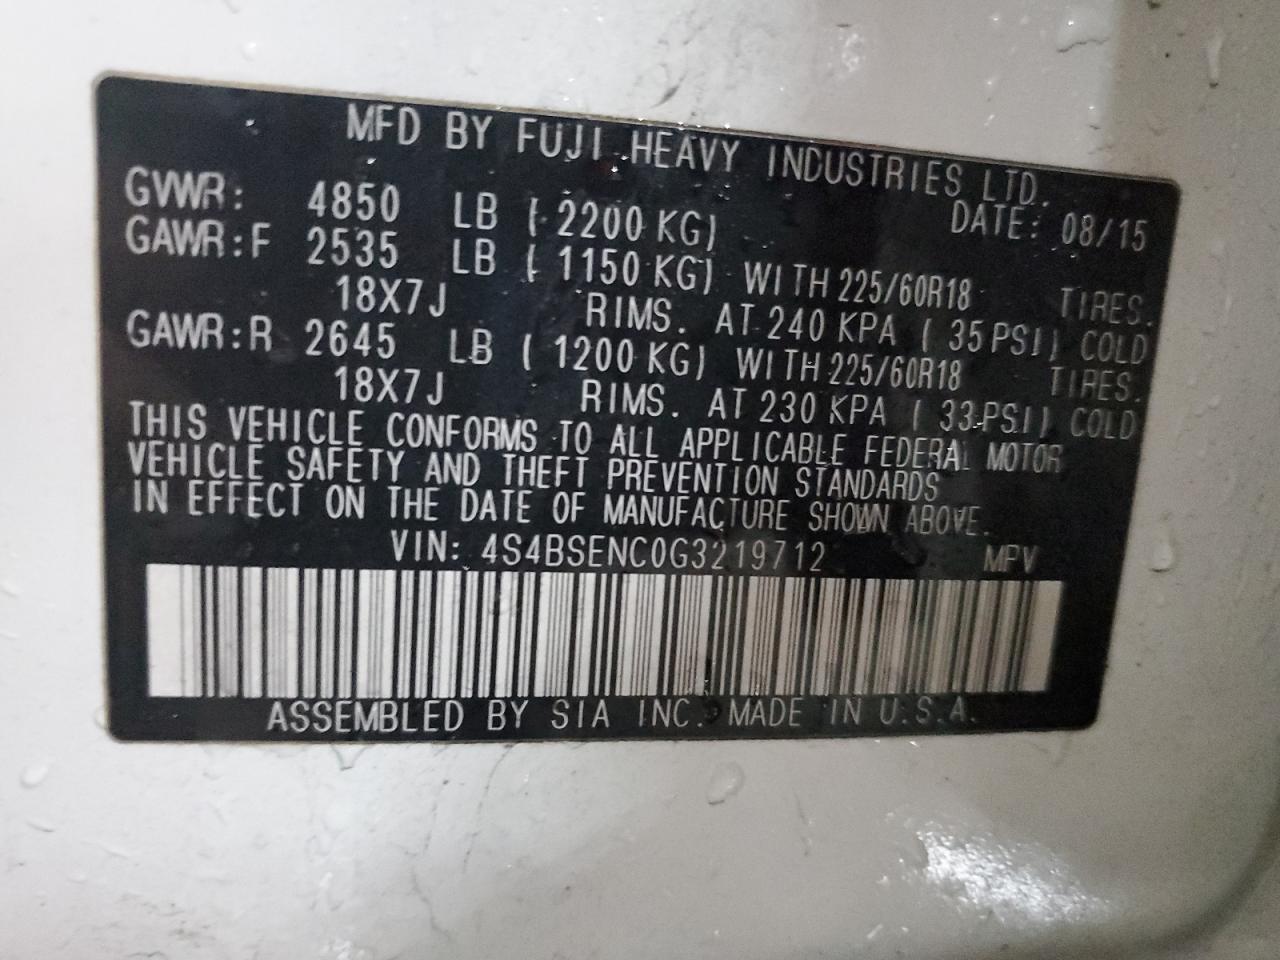 MFD BY FUJI HEAVY INDUSTRIES LTD.
GVWR: 4850 LB ( 2200 KG) DATE: 08/15
GAWR:F 2535 LB ( 1150 KG) WITH 225/60R18 TIRES.
18X7J RIMS. AT 240 KPA ( 35 PSI) COLD
GAWR:R 2645 LB ( 1200 KG) WITH 225/60R18 TIRES.
18X7J RIMS. AT 230 KPA ( 33 PSI) COLD
THIS VEHICLE CONFORMS TO ALL APPLICABLE FEDERAL MOTOR
VEHICLE SAFETY AND THEFT PREVENTION STANDARDS
IN EFFECT ON THE DATE OF MANUFACTURE SHOWN ABOVE.
VIN: 4S4BSENC0G3219712 MPV
ASSEMBLED BY SIA INC. MADE IN U.S.A.